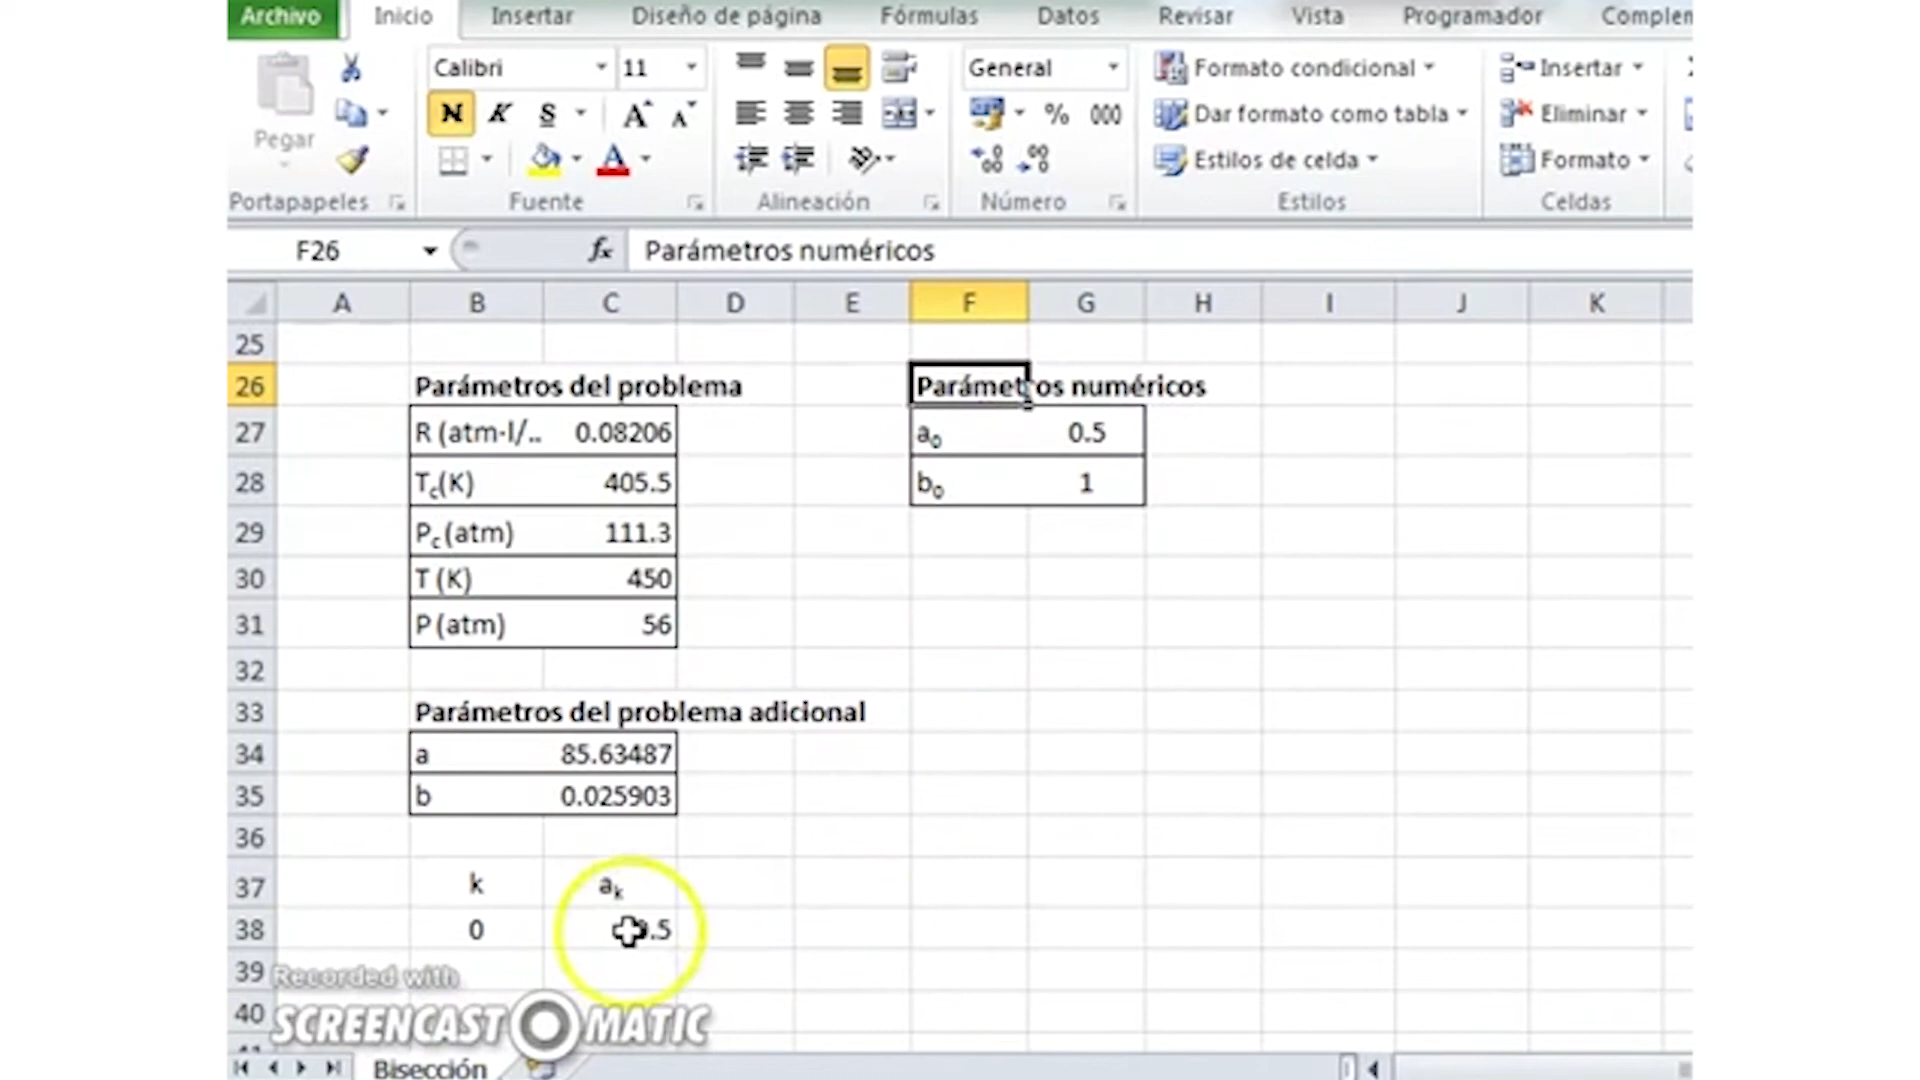 Archivo Inicio Insertar Diseño de página Fórmulas Datos Revisar Vista Programador Complem
Calibri 11 General Formato condicional Insertar
Pegar N K S A A % 000 Dar formato como tabla Eliminar
A Estilos de celda Formato
Portapapeles Fuente Alineación Número Estilos Celdas
F26 fx Parámetros numéricos
A B C D E F G H I J K
25
26 Parámetros del problema Parámetros numéricos
27 R (atm-l/.. 0.08206 a₀ 0.5
28 Tc(K) 405.5 b₀ 1
29 Pc(atm) 111.3
30 T (K) 450
31 P (atm) 56
32
33 Parámetros del problema adicional
34 a 85.63487
35 b 0.025903
36
37 k aₖ
38 0 .5
39 Recorded with
40 SCREENCAST MATIC
Bisección